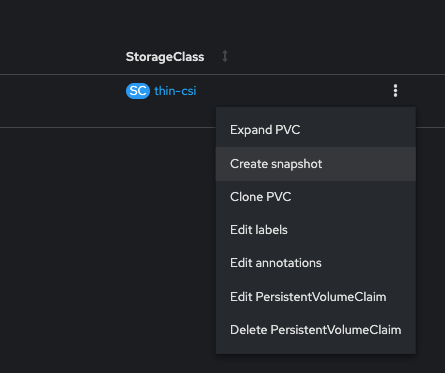 StorageClass
SC thin-csi
Expand PVC
Create snapshot
Clone PVC
Edit labels
Edit annotations
Edit PersistentVolumeClaim
Delete PersistentVolumeClaim